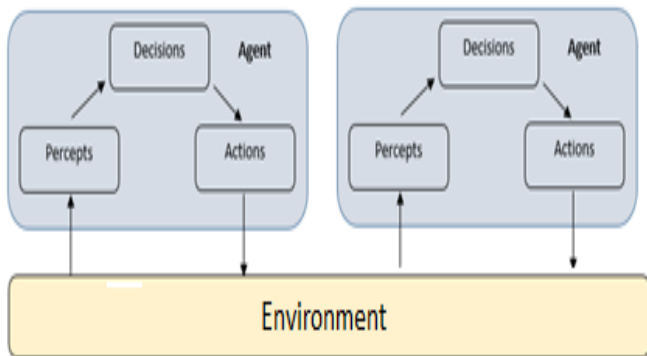 Decisions Agent
Percepts Actions
Decisions Agent
Percepts Actions
Environment